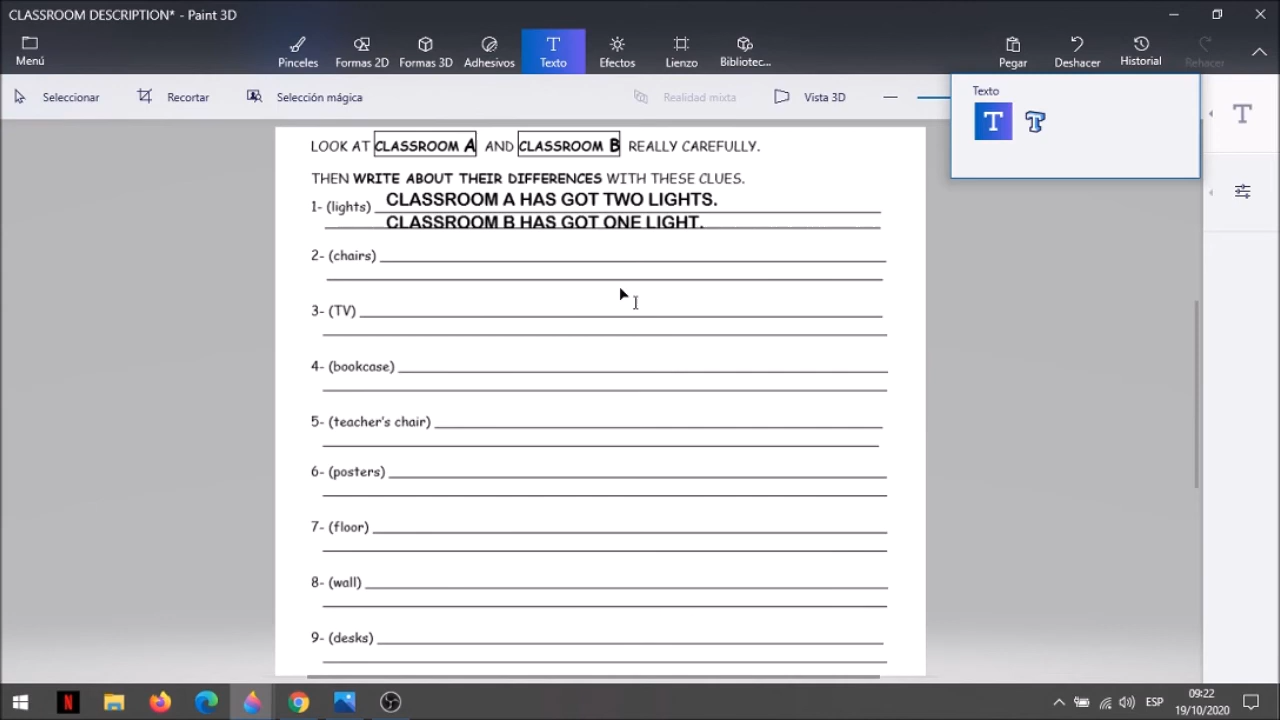 CLASSROOM DESCRIPTION* - Paint 3D
Menú
Pinceles
Formas 2D
Formas 3D
Adhesivos
Texto
Efectos
Lienzo
Bibliotec...
Pegar
Deshacer
Historial
Rehacer
Seleccionar
Recortar
Selección mágica
Realidad mixta
Vista 3D
Texto
LOOK AT CLASSROOM A AND CLASSROOM B REALLY CAREFULLY.
THEN WRITE ABOUT THEIR DIFFERENCES WITH THESE CLUES.
1- (lights) CLASSROOM A HAS GOT TWO LIGHTS.
CLASSROOM B HAS GOT ONE LIGHT.
2- (chairs)
3- (TV)
4- (bookcase)
5- (teacher's chair)
6- (posters)
7- (floor)
8- (wall)
9- (desks)
ESP
09:22
19/10/2020